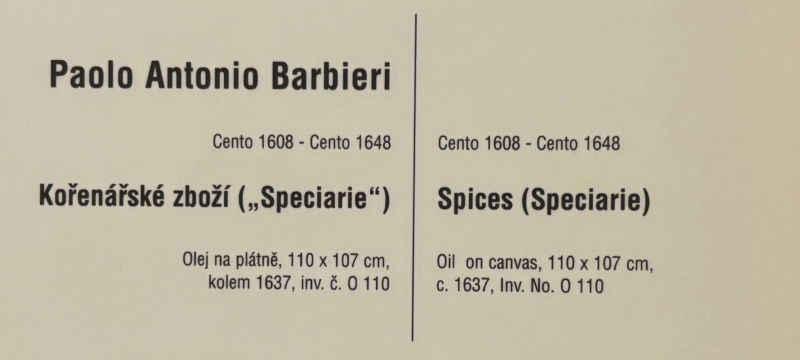 Paolo Antonio Barbieri
Cento 1608 - Cento 1648
Kořenářské zboží („Speciarie“)
Olej na plátně, 110 x 107 cm,
kolem 1637, inv. č. O 110
Cento 1608 - Cento 1648
Spices (Speciarie)
Oil on canvas, 110 x 107 cm,
c. 1637, Inv. No. O 110